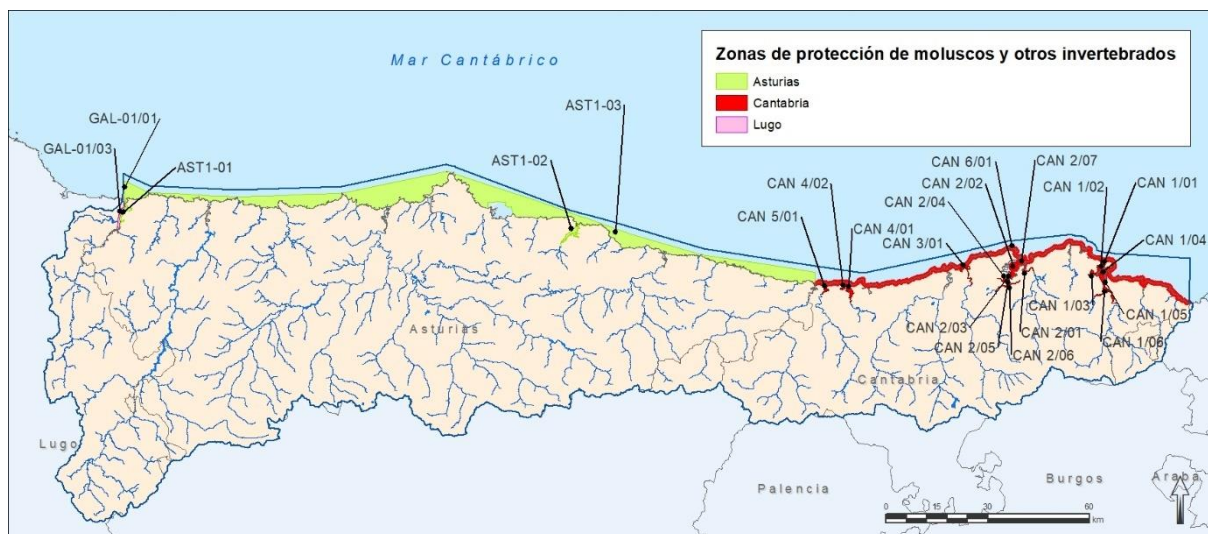 Mar Cantábrico
Zonas de protección de moluscos y otros invertebrados
Asturias
Cantabria
Lugo
GAL-01/01
GAL-01/03
AST1-01
AST1-02
AST1-03
CAN 6/01
CAN 2/07
CAN 2/02
CAN 1/02
CAN 1/01
CAN 4/02
CAN 2/04
CAN 5/01
CAN 4/01
CAN 3/01
CAN 1/04
CAN 1/03
CAN 1/05
CAN 2/03
CAN 2/01
CAN 1/06
CAN 2/05
CAN 2/06
Asturias
Cantabria
Lugo
Palencia
Burgos
Araba
0 15 30 60
km